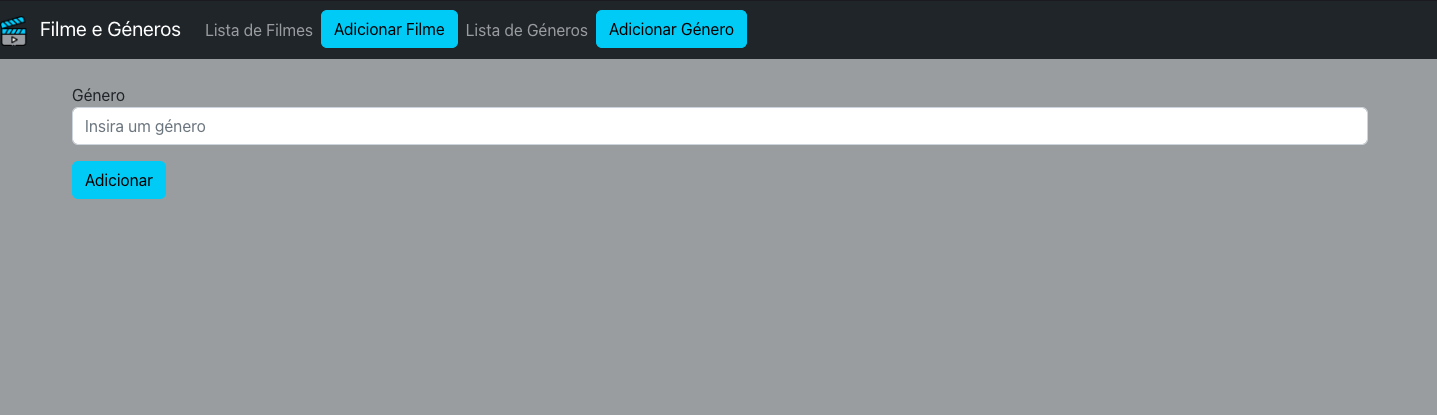 Filme e Géneros Lista de Filmes Adicionar Filme Lista de Géneros Adicionar Género
Género
Insira um género
Adicionar